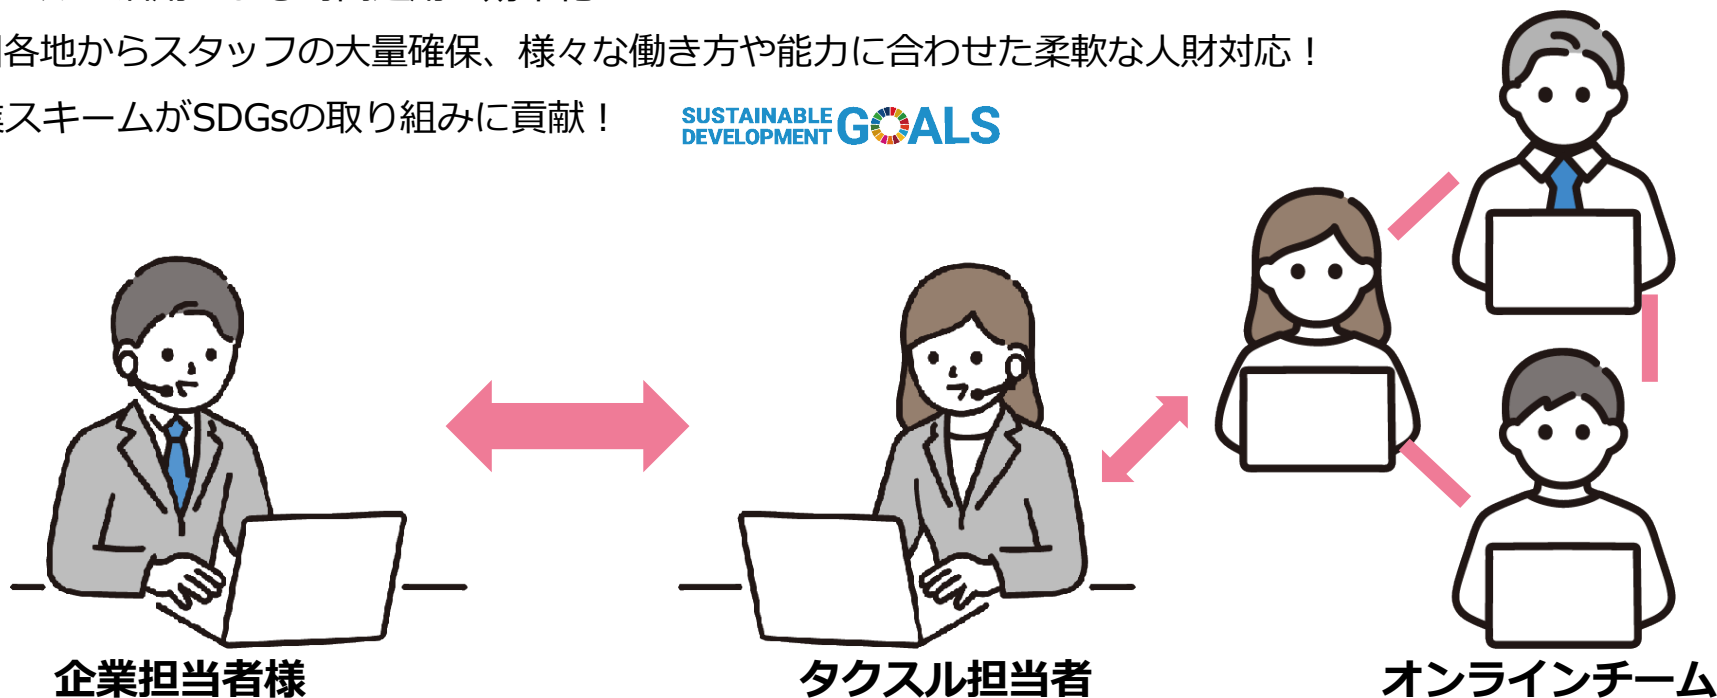 各地からスタッフの大量確保、様々な働き方や能力に合わせた柔軟な人財対応！
スキームがSDGsの取り組みに貢献！
SUSTAINABLE
DEVELOPMENT GOALS
企業担当者様
タクスル担当者
オンラインチーム